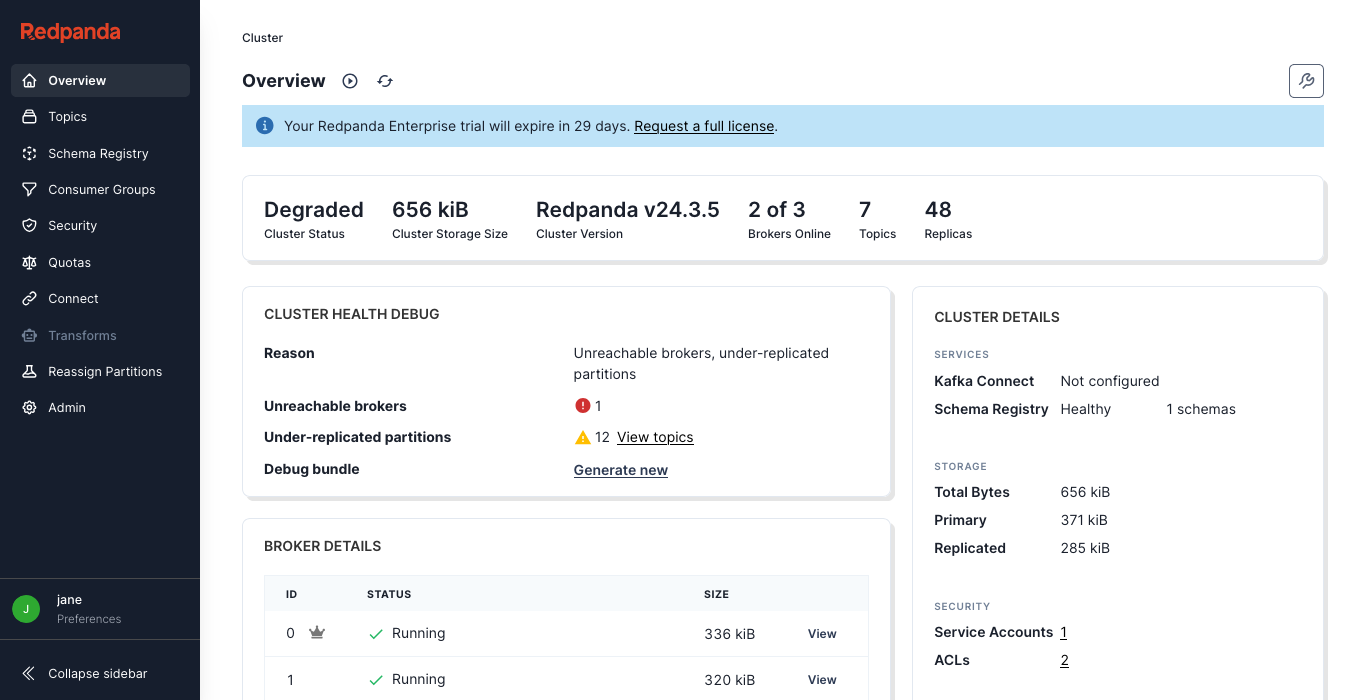 Redpanda
Overview
Topics
Schema Registry
Consumer Groups
Security
Quotas
Connect
Transforms
Reassign Partitions
Admin
J
jane
Preferences
Collapse sidebar
Cluster
Overview
Your Redpanda Enterprise trial will expire in 29 days. Request a full license.
Degraded
Cluster Status
656 kiB
Cluster Storage Size
Redpanda v24.3.5
Cluster Version
2 of 3
Brokers Online
7
Topics
48
Replicas
CLUSTER HEALTH DEBUG
Reason
Unreachable brokers, under-replicated
partitions
Unreachable brokers 1
Under-replicated partitions 12 View topics
Debug bundle Generate new
BROKER DETAILS
ID STATUS SIZE
0 Running 336 kiB View
1 Running 320 kiB View
CLUSTER DETAILS
SERVICES
Kafka Connect Not configured
Schema Registry Healthy 1 schemas
STORAGE
Total Bytes 656 kiB
Primary 371 kiB
Replicated 285 kiB
SECURITY
Service Accounts 1
ACLs 2